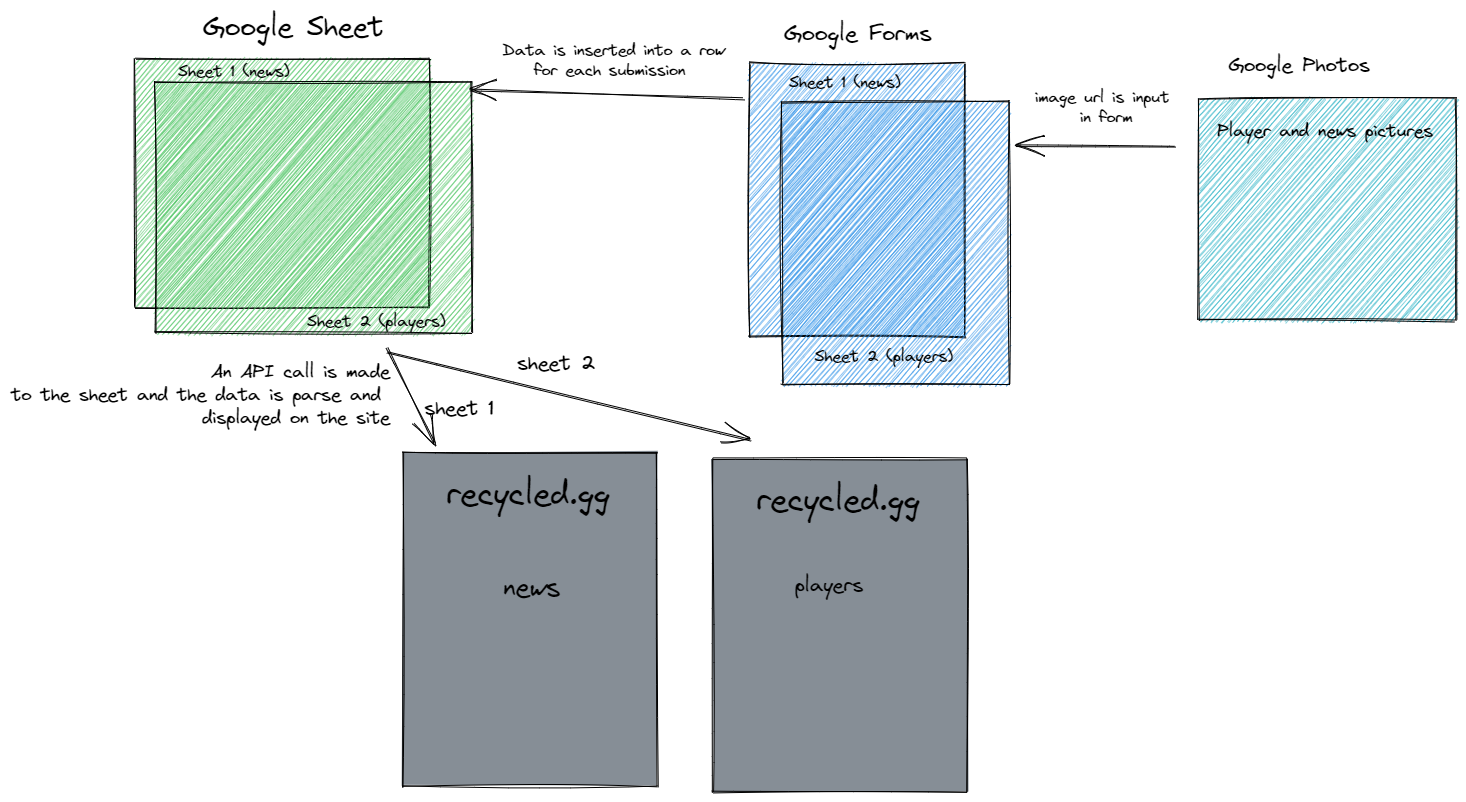 Google Sheet
Sheet 1 (news)
Sheet 2 (players)
Data is inserted into a row
for each submission
Google Forms
Sheet 1 (news)
Sheet 2 (players)
image url is input
in form
Google Photos
Player and news pictures
An API call is made
to the sheet and the data is parse and
displayed on the site
sheet 1
sheet 2
recycled.gg
news
recycled.gg
players